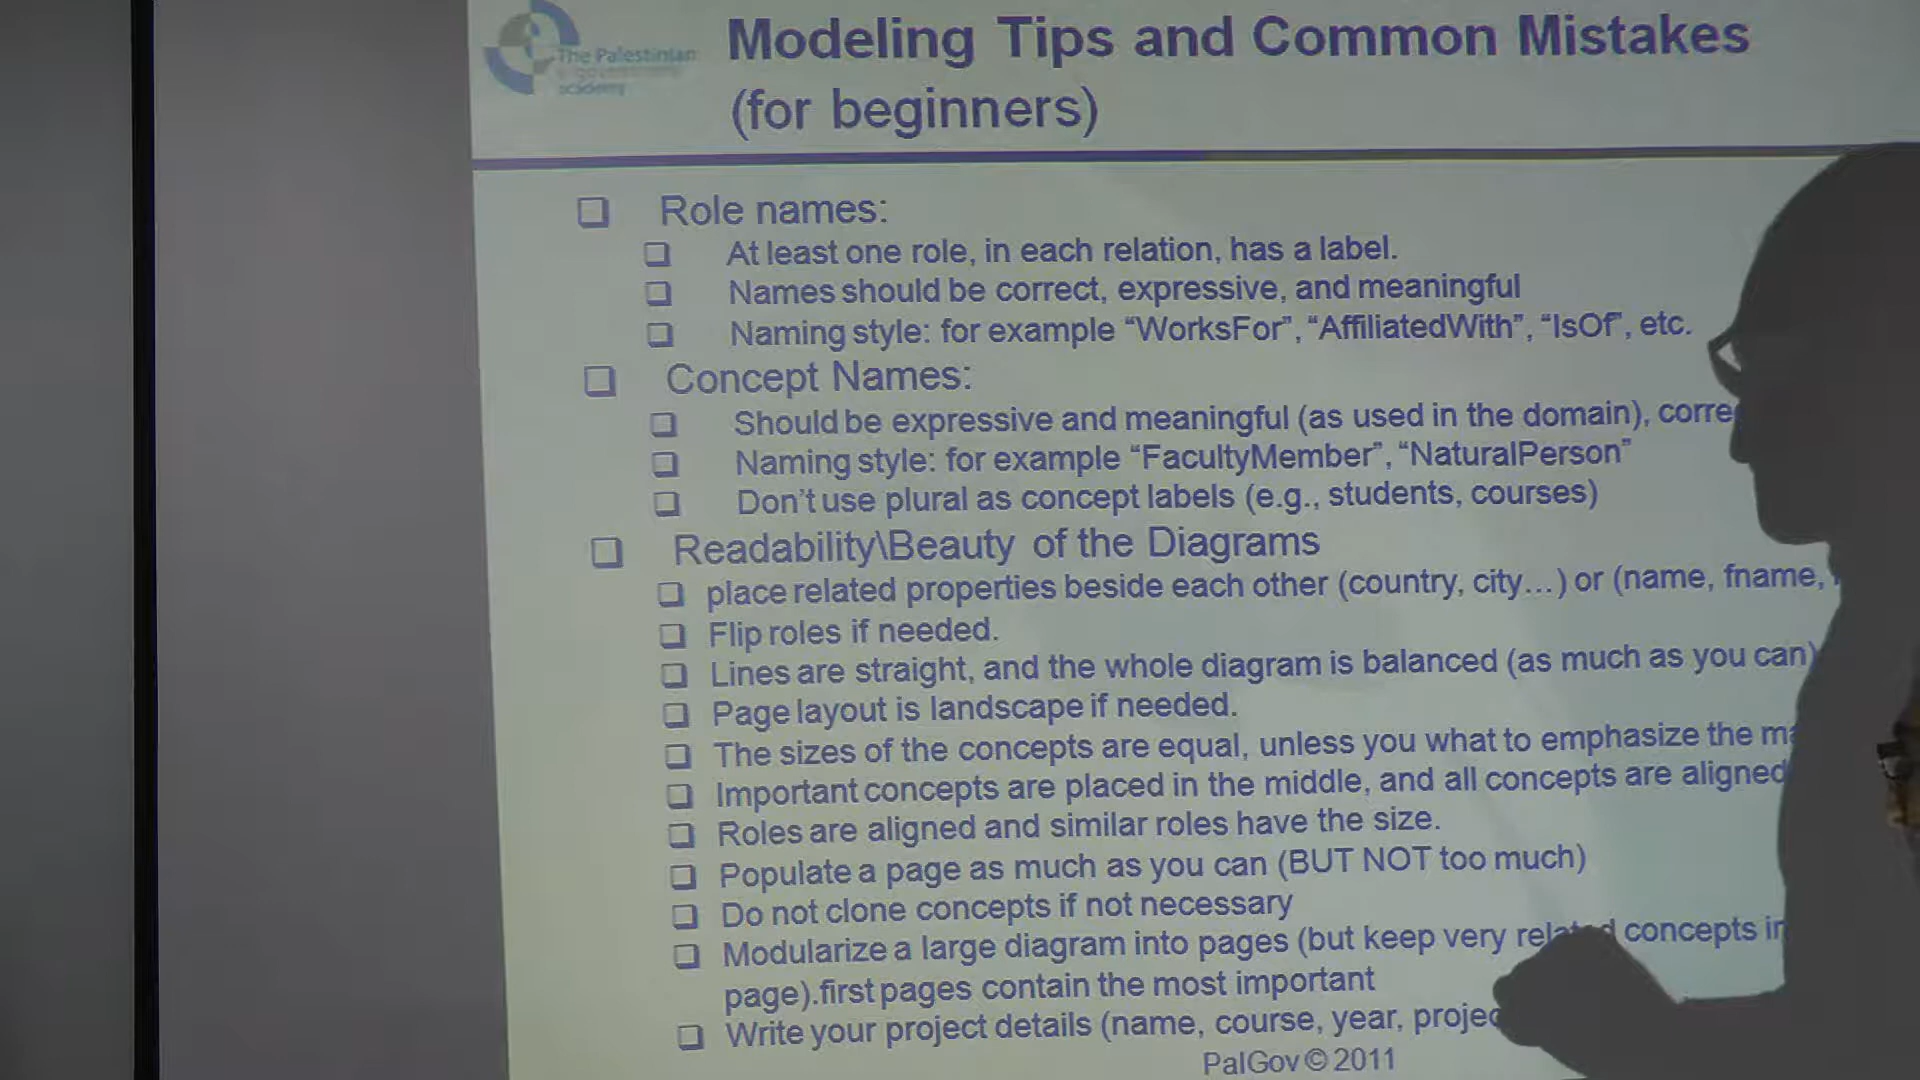 The Palestinian
e-government
academy
Modeling Tips and Common Mistakes
(for beginners)
❑ Role names:
❑ At least one role, in each relation, has a label.
❑ Names should be correct, expressive, and meaningful
❑ Naming style: for example “WorksFor”, “AffiliatedWith”, “IsOf”, etc.
❑ Concept Names:
❑ Should be expressive and meaningful (as used in the domain),
❑ Naming style: for example “FacultyMember”, “NaturalPerson”
❑ Don’t use plural as concept labels (e.g., students, courses)
❑ Readability\Beauty of the Diagrams
❑ place related properties beside each other (country, city…) or (name, fname,
❑ Flip roles if needed.
❑ Lines are straight, and the whole diagram is balanced (as much as you can)
❑ Page layout is landscape if needed.
❑ The sizes of the concepts are equal, unless you what to emphasize the
❑ Important concepts are placed in the middle, and all concepts are aligned
❑ Roles are aligned and similar roles have the size.
❑ Populate a page as much as you can (BUT NOT too much)
❑ Do not clone concepts if not necessary
❑ Modularize a large diagram into pages (but keep very related concepts in
page).first pages contain the most important
❑ Write your project details (name, course, year,
PalGov © 2011